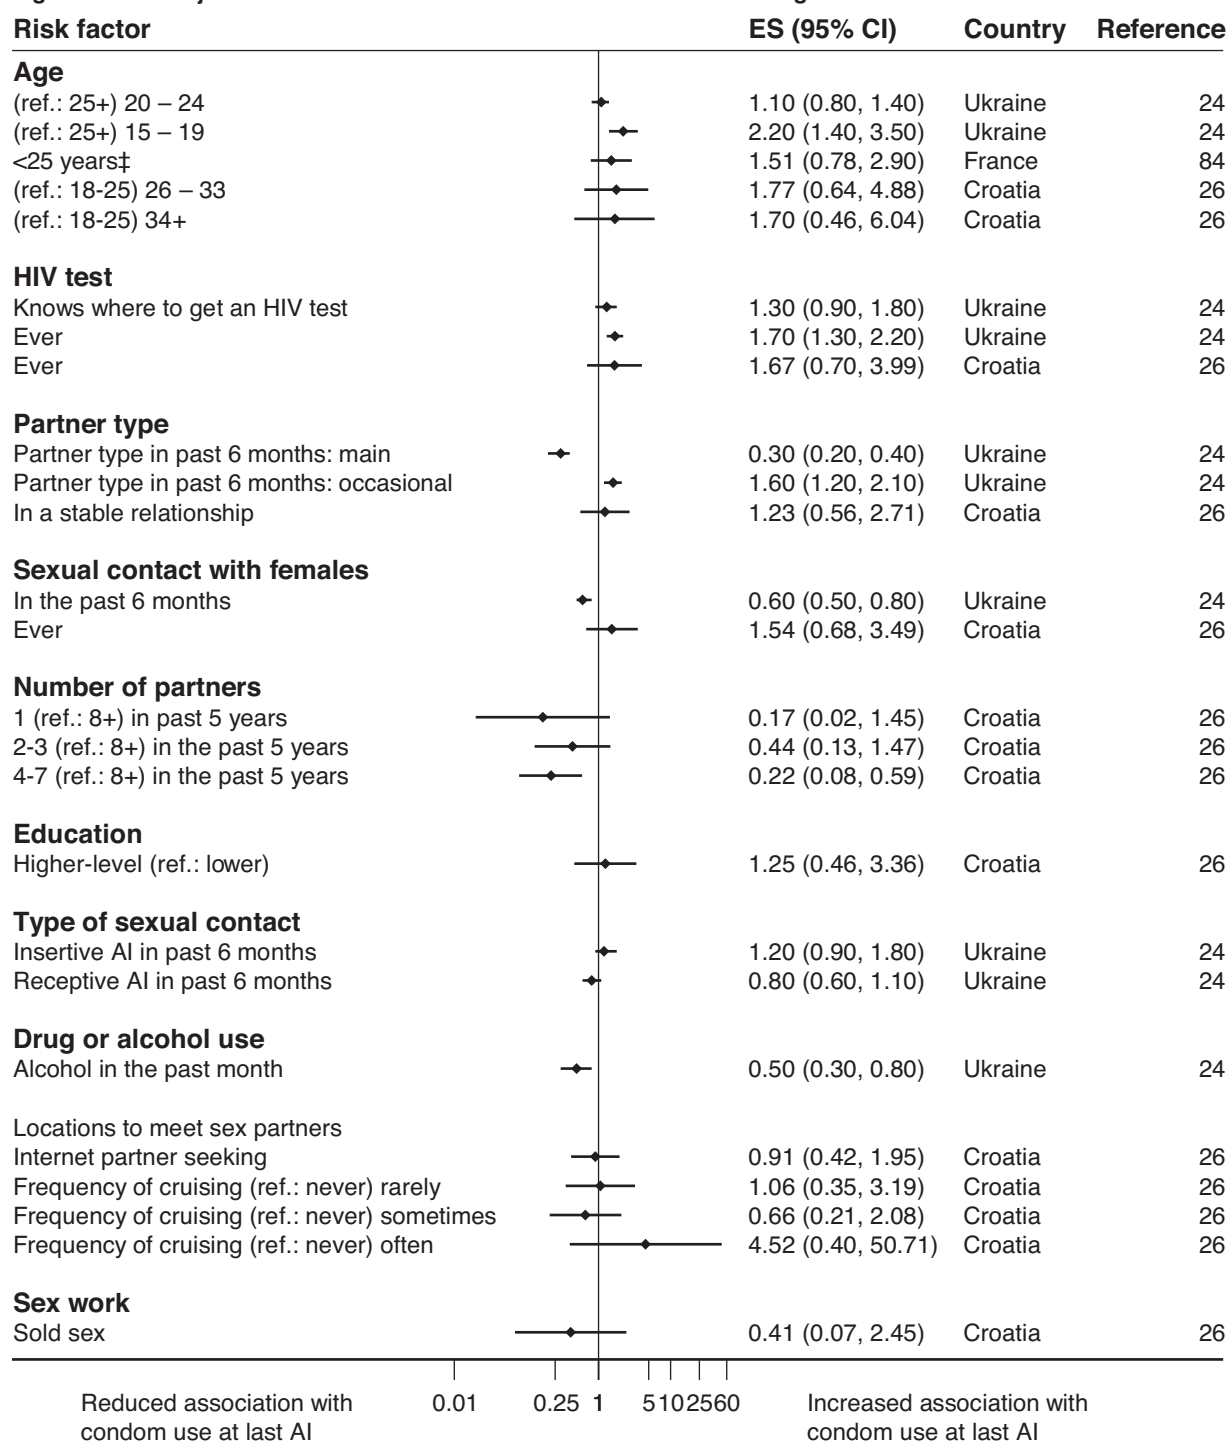 Risk factor ES (95% CI) Country Reference
Age
(ref.: 25+) 20 – 24 1.10 (0.80, 1.40) Ukraine 24
(ref.: 25+) 15 – 19 2.20 (1.40, 3.50) Ukraine 24
<25 years‡ 1.51 (0.78, 2.90) France 84
(ref.: 18-25) 26 – 33 1.77 (0.64, 4.88) Croatia 26
(ref.: 18-25) 34+ 1.70 (0.46, 6.04) Croatia 26
HIV test
Knows where to get an HIV test 1.30 (0.90, 1.80) Ukraine 24
Ever 1.70 (1.30, 2.20) Ukraine 24
Ever 1.67 (0.70, 3.99) Croatia 26
Partner type
Partner type in past 6 months: main 0.30 (0.20, 0.40) Ukraine 24
Partner type in past 6 months: occasional 1.60 (1.20, 2.10) Ukraine 24
In a stable relationship 1.23 (0.56, 2.71) Croatia 26
Sexual contact with females
In the past 6 months 0.60 (0.50, 0.80) Ukraine 24
Ever 1.54 (0.68, 3.49) Croatia 26
Number of partners
1 (ref.: 8+) in past 5 years 0.17 (0.02, 1.45) Croatia 26
2-3 (ref.: 8+) in the past 5 years 0.44 (0.13, 1.47) Croatia 26
4-7 (ref.: 8+) in the past 5 years 0.22 (0.08, 0.59) Croatia 26
Education
Higher-level (ref.: lower) 1.25 (0.46, 3.36) Croatia 26
Type of sexual contact
Insertive AI in past 6 months 1.20 (0.90, 1.80) Ukraine 24
Receptive AI in past 6 months 0.80 (0.60, 1.10) Ukraine 24
Drug or alcohol use
Alcohol in the past month 0.50 (0.30, 0.80) Ukraine 24
Locations to meet sex partners
Internet partner seeking 0.91 (0.42, 1.95) Croatia 26
Frequency of cruising (ref.: never) rarely 1.06 (0.35, 3.19) Croatia 26
Frequency of cruising (ref.: never) sometimes 0.66 (0.21, 2.08) Croatia 26
Frequency of cruising (ref.: never) often 4.52 (0.40, 50.71) Croatia 26
Sex work
Sold sex 0.41 (0.07, 2.45) Croatia 26
Reduced association with 0.01 0.25 1 5 10 25 60 Increased association with
condom use at last AI condom use at last AI